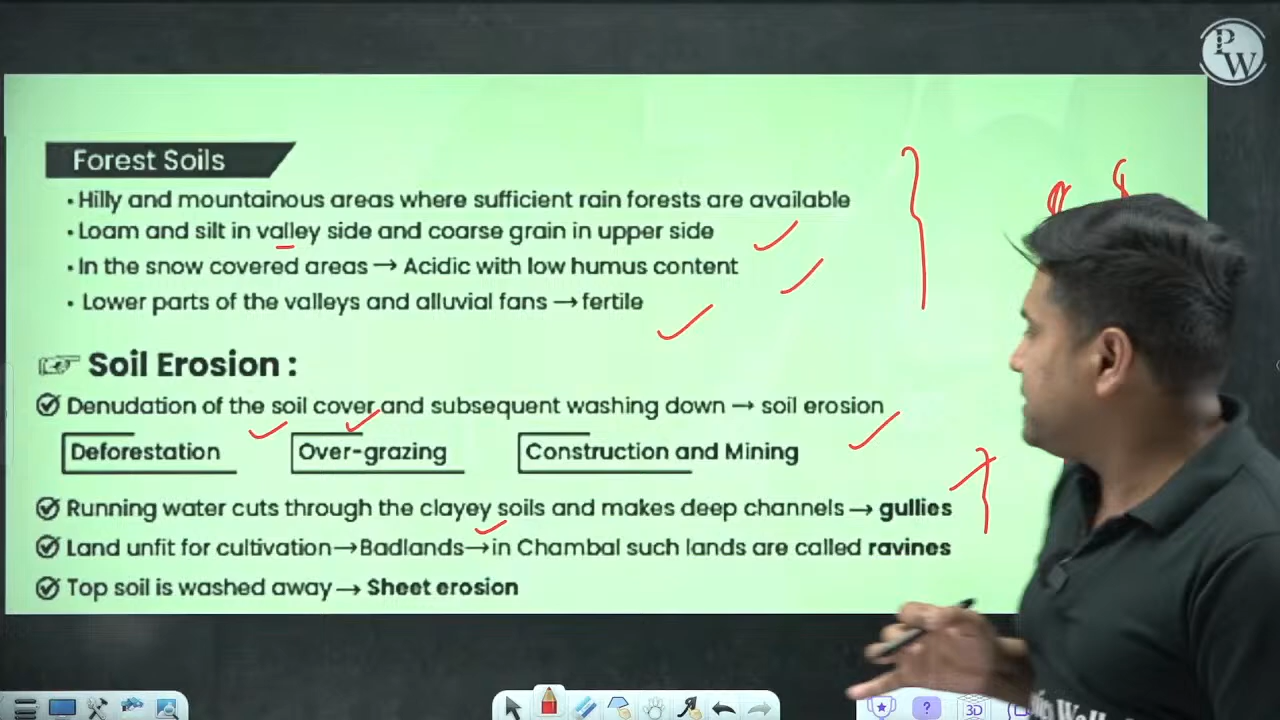 PW
Forest Soils
• Hilly and mountainous areas where sufficient rain forests are available
• Loam and silt in valley side and coarse grain in upper side
• In the snow covered areas → Acidic with low humus content
• Lower parts of the valleys and alluvial fans → fertile
Soil Erosion :
Denudation of the soil cover and subsequent washing down → soil erosion
Deforestation Over-grazing Construction and Mining
Running water cuts through the clayey soils and makes deep channels → gullies
Land unfit for cultivation → Badlands → in Chambal such lands are called ravines
Top soil is washed away → Sheet erosion
? 3D